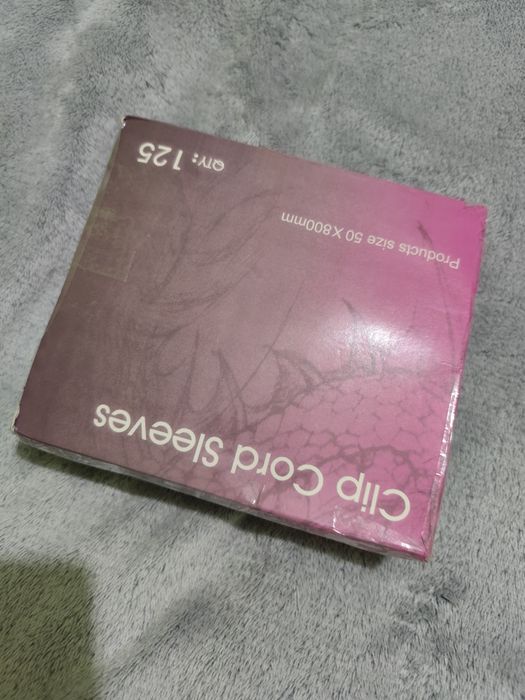 Clip Cord Sleeves
Products size 50 X 800mm
QTY: 125